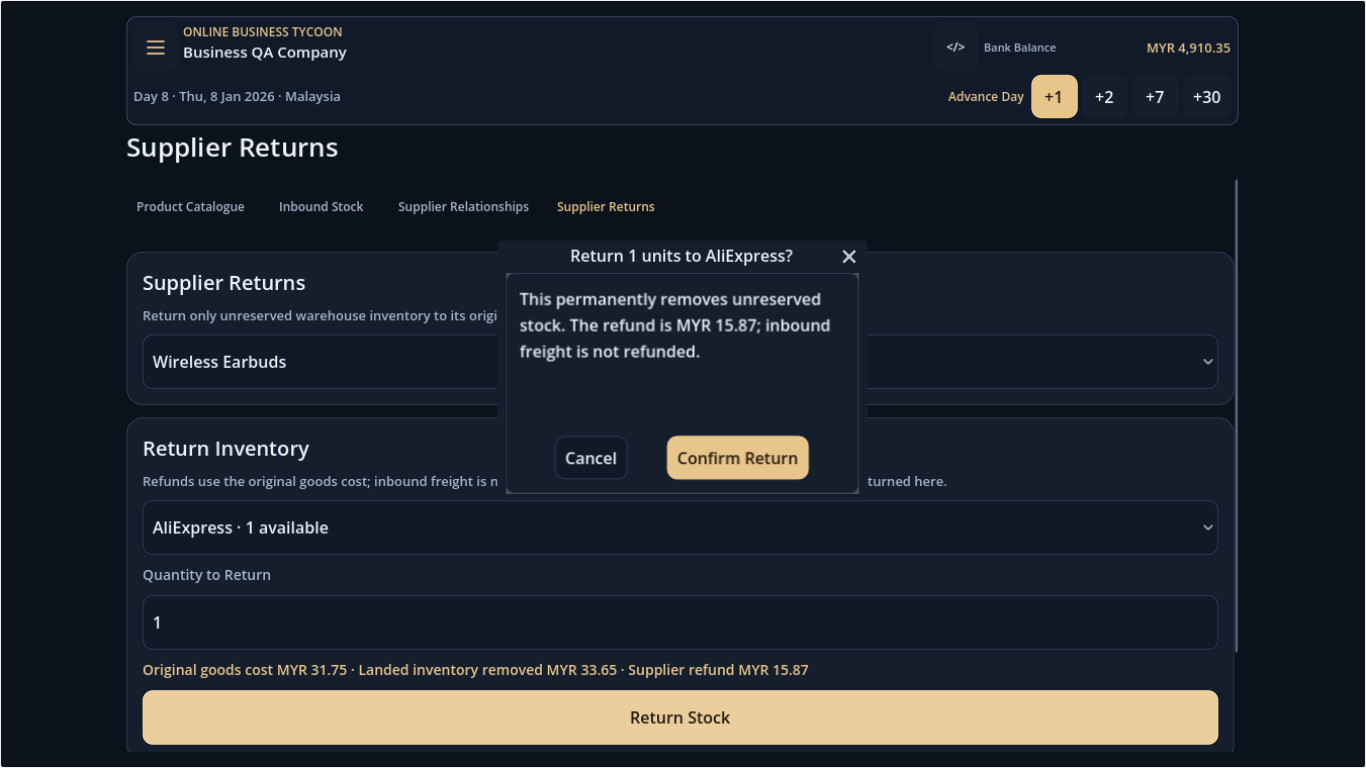 ONLINE BUSINESS TYCOON
Business QA Company
</>
Bank Balance
MYR 4,910.35
Day 8 · Thu, 8 Jan 2026 · Malaysia
Advance Day
+1
+2
+7
+30
Supplier Returns
Product Catalogue
Inbound Stock
Supplier Relationships
Supplier Returns
Return 1 units to AliExpress?
This permanently removes unreserved
stock. The refund is MYR 15.87; inbound
freight is not refunded.
Cancel
Confirm Return
Supplier Returns
Return only unreserved warehouse inventory to its
Wireless Earbuds
Return Inventory
Refunds use the original goods cost; inbound freight is
turned here.
AliExpress · 1 available
Quantity to Return
1
Original goods cost MYR 31.75 · Landed inventory removed MYR 33.65 · Supplier refund MYR 15.87
Return Stock